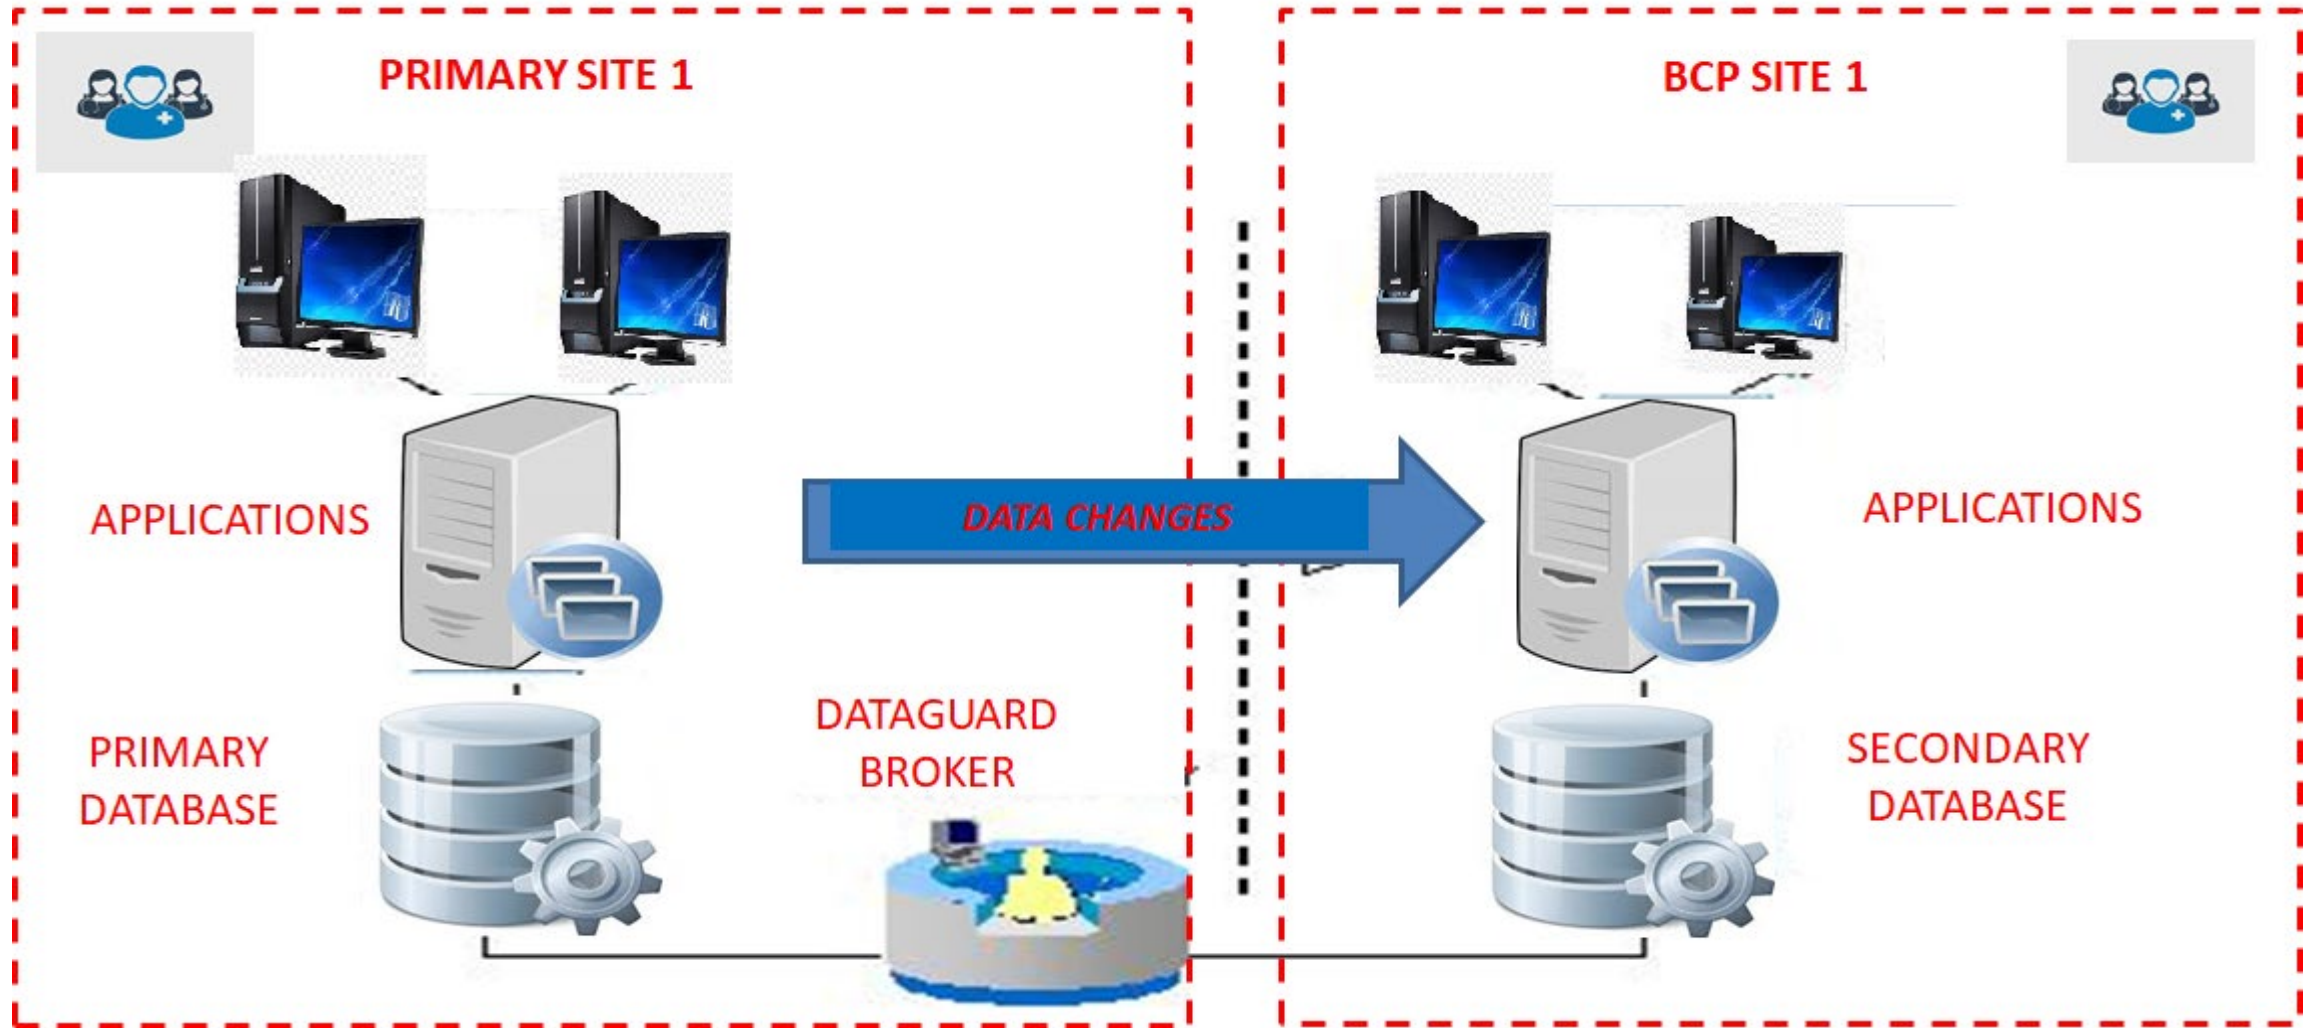 PRIMARY SITE 1
BCP SITE 1
APPLICATIONS
DATA CHANGES
APPLICATIONS
PRIMARY
DATABASE
DATAGUARD
BROKER
SECONDARY
DATABASE